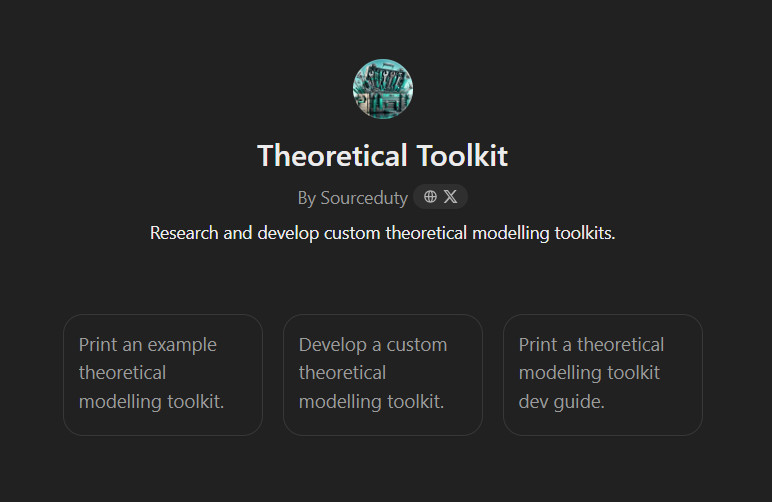 Theoretical Toolkit
By Sourceduty
Research and develop custom theoretical modelling toolkits.
Print an example
theoretical
modelling toolkit.
Develop a custom
theoretical
modelling toolkit.
Print a theoretical
modelling toolkit
dev guide.